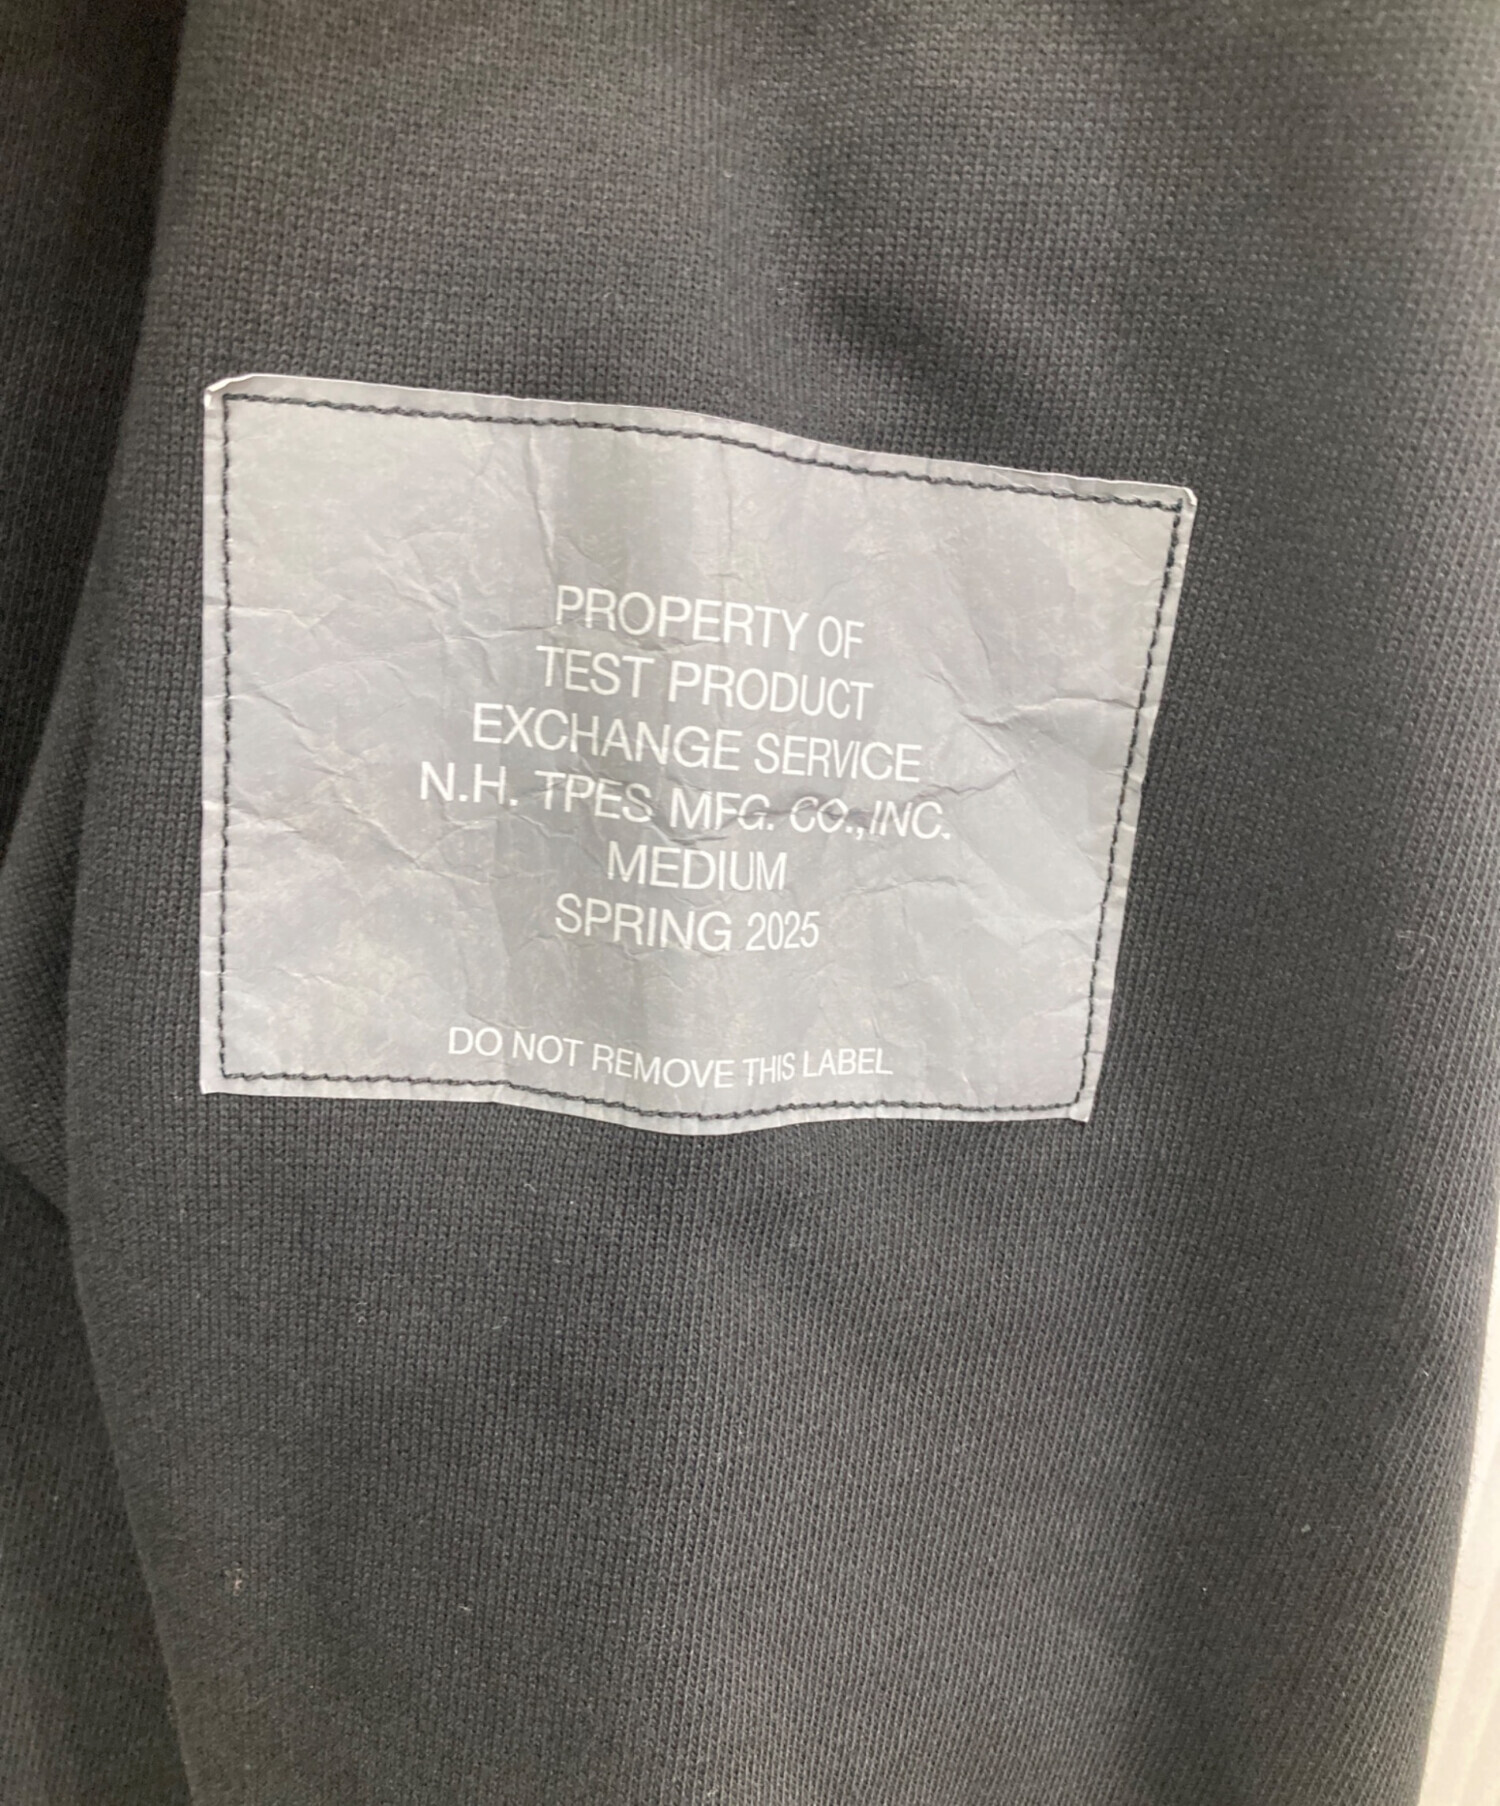 PROPERTY OF
TEST PRODUCT
EXCHANGE SERVICE
N.H. TPES MFG. CO.,INC.
MEDIUM
SPRING 2025
DO NOT REMOVE THIS LABEL